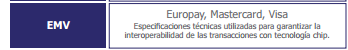 EMV
Europay, Mastercard, Visa
Especificaciones técnicas utilizadas para garantizar la
interoperabilidad de las transacciones con tecnología chip.